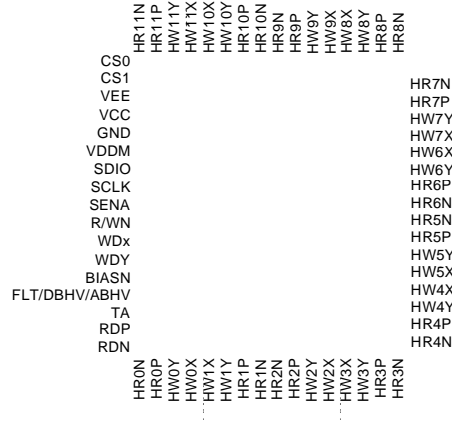 HR11N
HR11P
HW11Y
HW11X
HW10X
HW10Y
HR10P
HR10N
HR9N
HR9P
HW9Y
HW9X
HW8X
HW8Y
HR8P
HR8N
CS0
CS1
VEE
VCC
GND
VDDM
SDIO
SCLK
SENA
R/WN
WDx
WDY
BIASN
FLT/DBHV/ABHV
TA
RDP
RDN
HR7N
HR7P
HW7Y
HW7X
HW6X
HW6Y
HR6P
HR6N
HR5N
HR5P
HW5Y
HW5X
HW4X
HW4Y
HR4P
HR4N
HR0N
HR0P
HW0Y
HW0X
HW1X
HW1Y
HR1P
HR1N
HR2N
HR2P
HW2Y
HW2X
HW3X
HW3Y
HR3P
HR3N